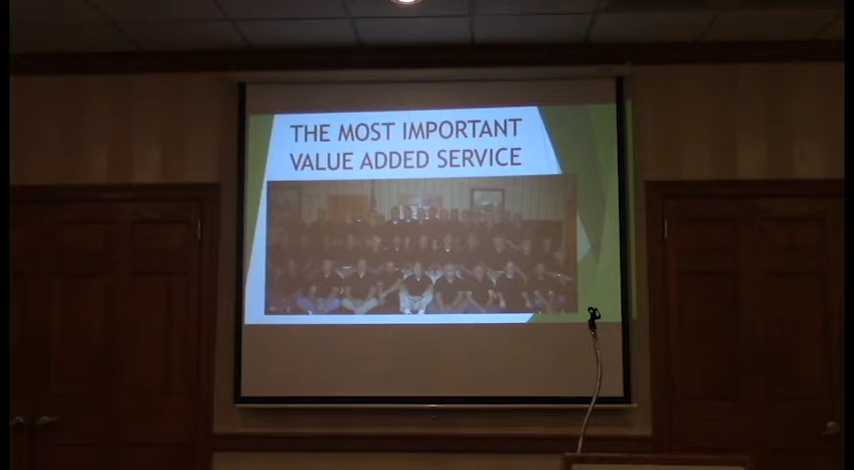 THE MOST IMPORTANT
VALUE ADDED SERVICE